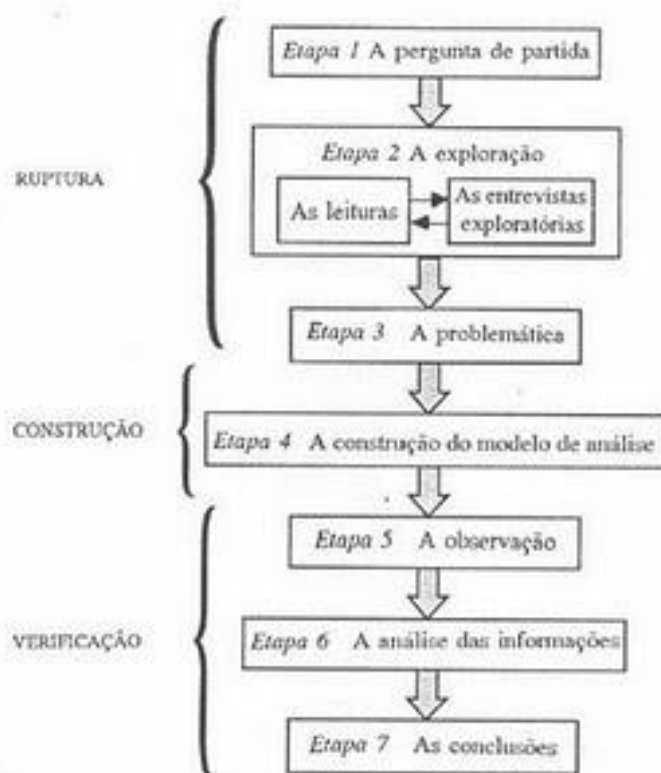 Etapa 1 A pergunta de partida
RUPTURA
Etapa 2 A exploração
As leituras
As entrevistas
exploratórias
Etapa 3 A problemática
CONSTRUÇÃO
Etapa 4 A construção do modelo de análise
VERIFICAÇÃO
Etapa 5 A observação
Etapa 6 A análise das informações
Etapa 7 As conclusões